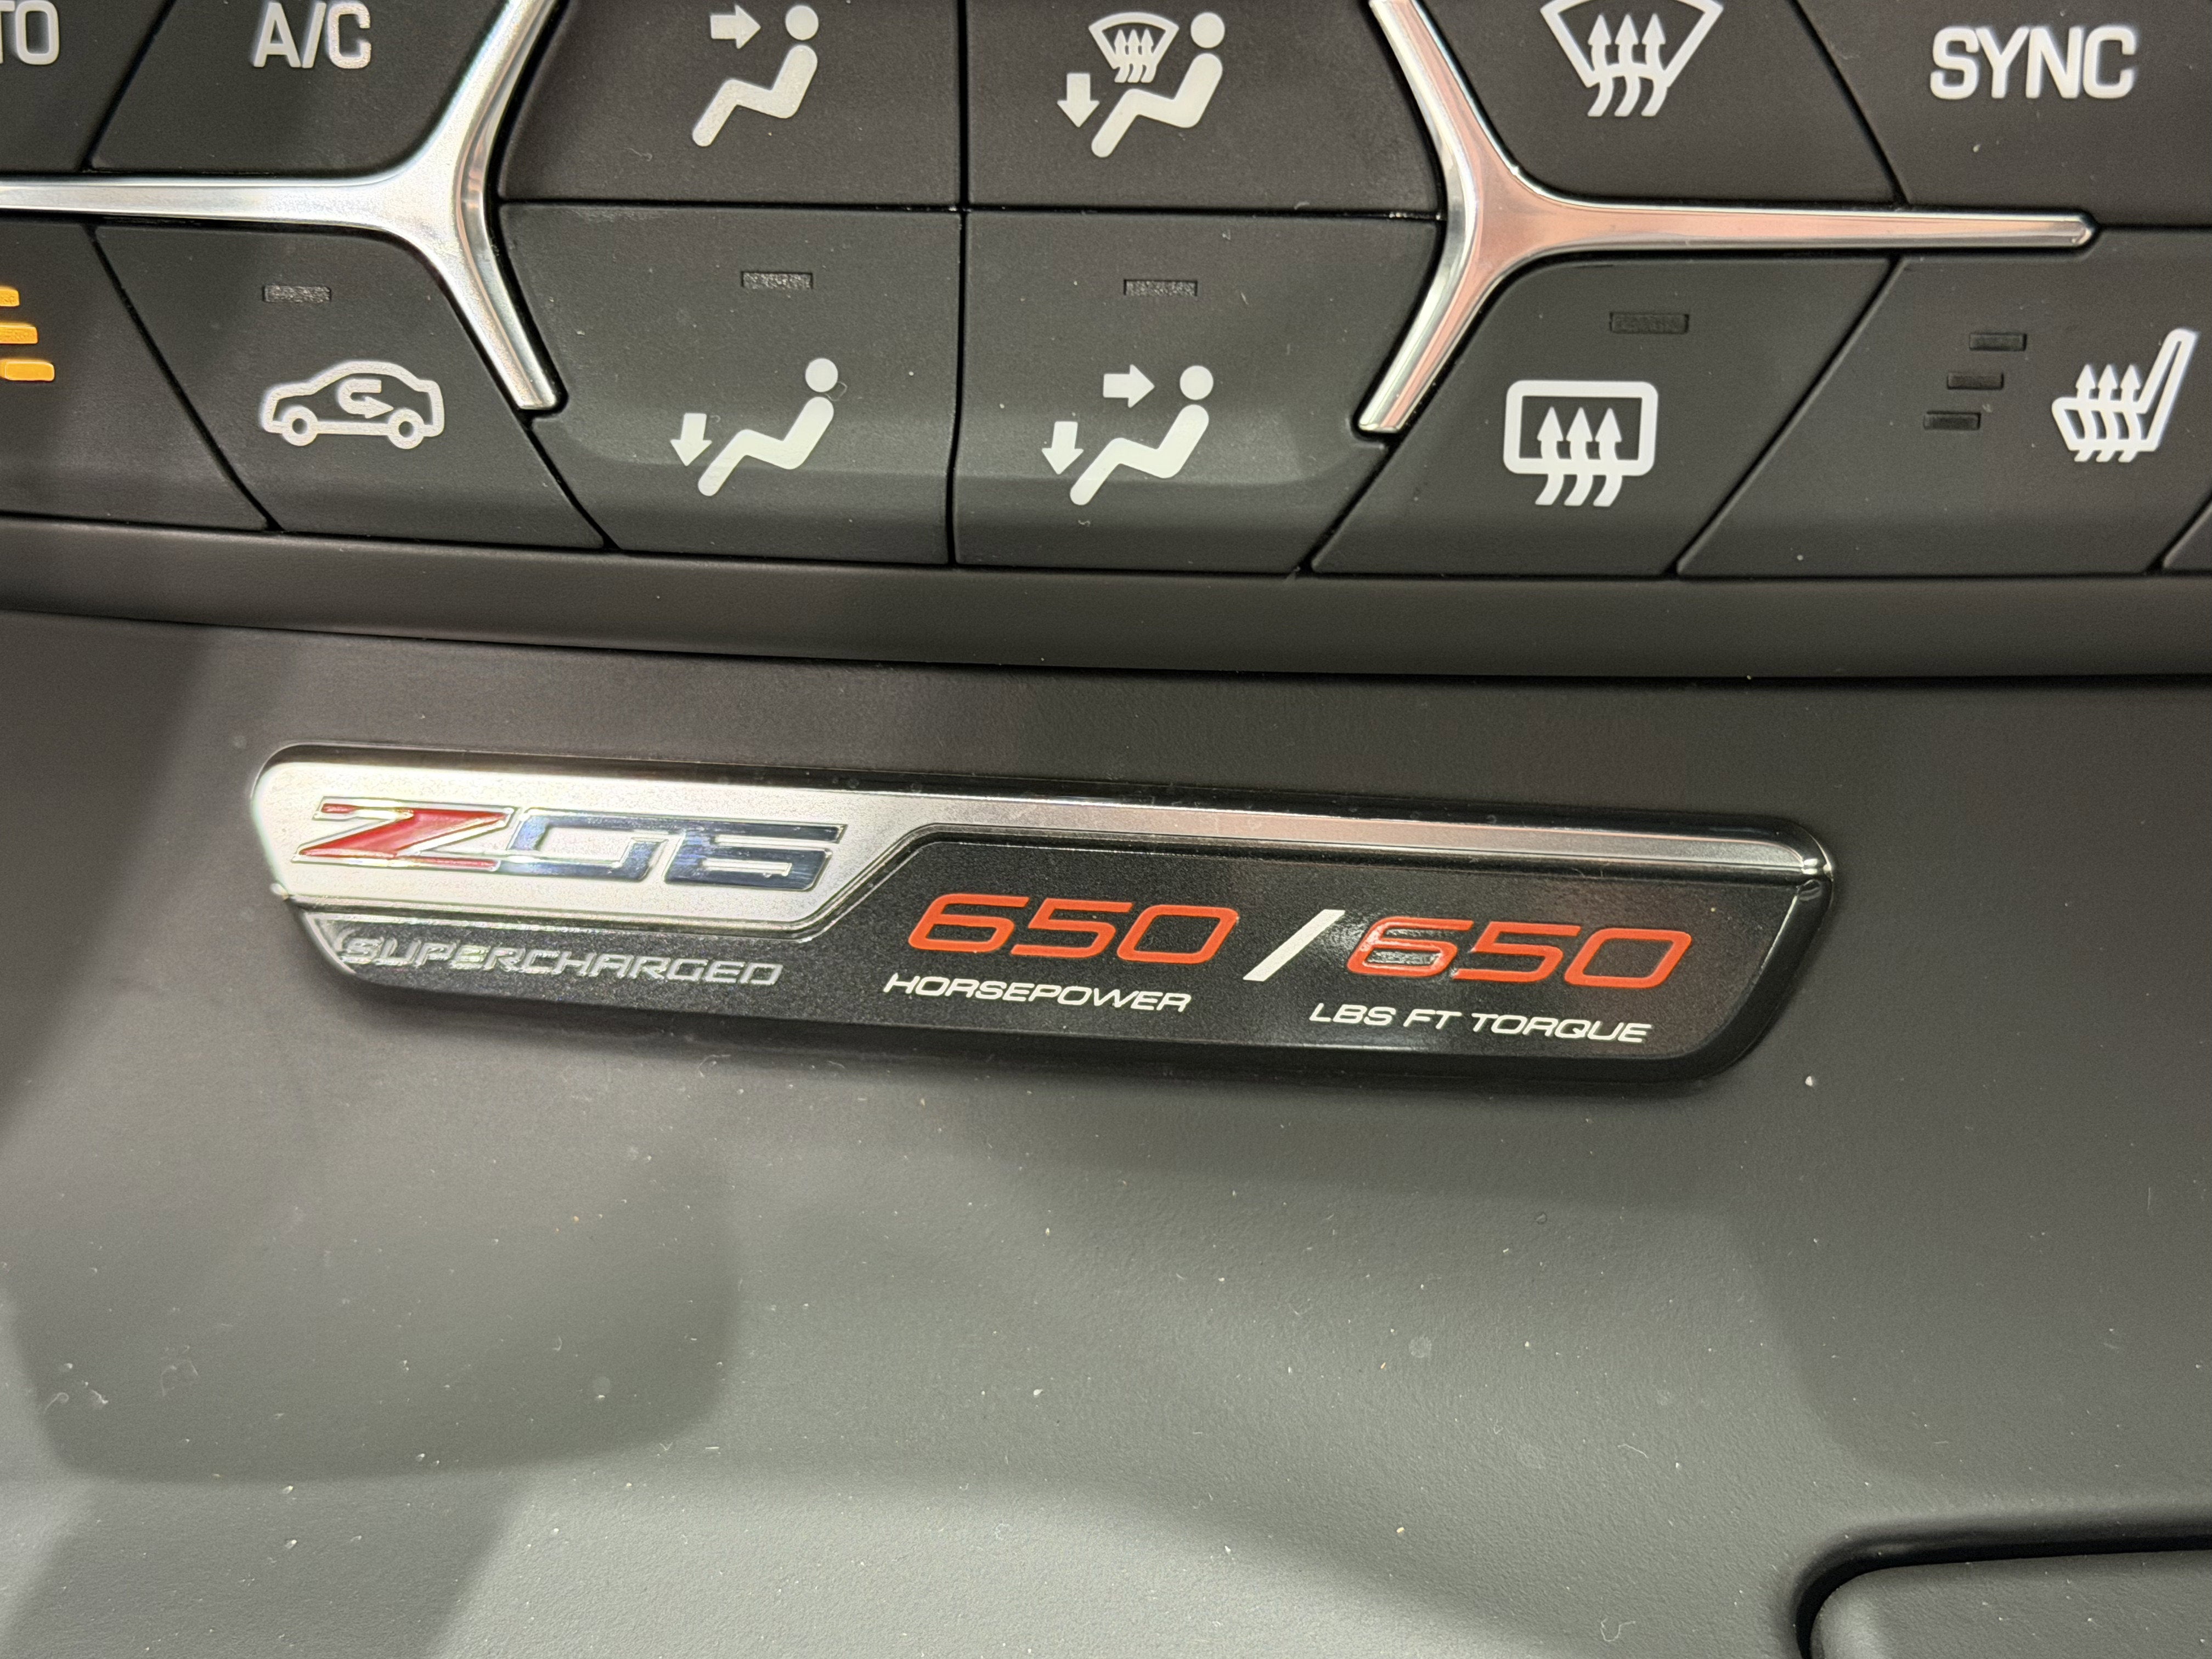 TO
A/C
SYNC
Z06
650 / 650
SUPERCHARGED
HORSEPOWER
LBS FT TORQUE